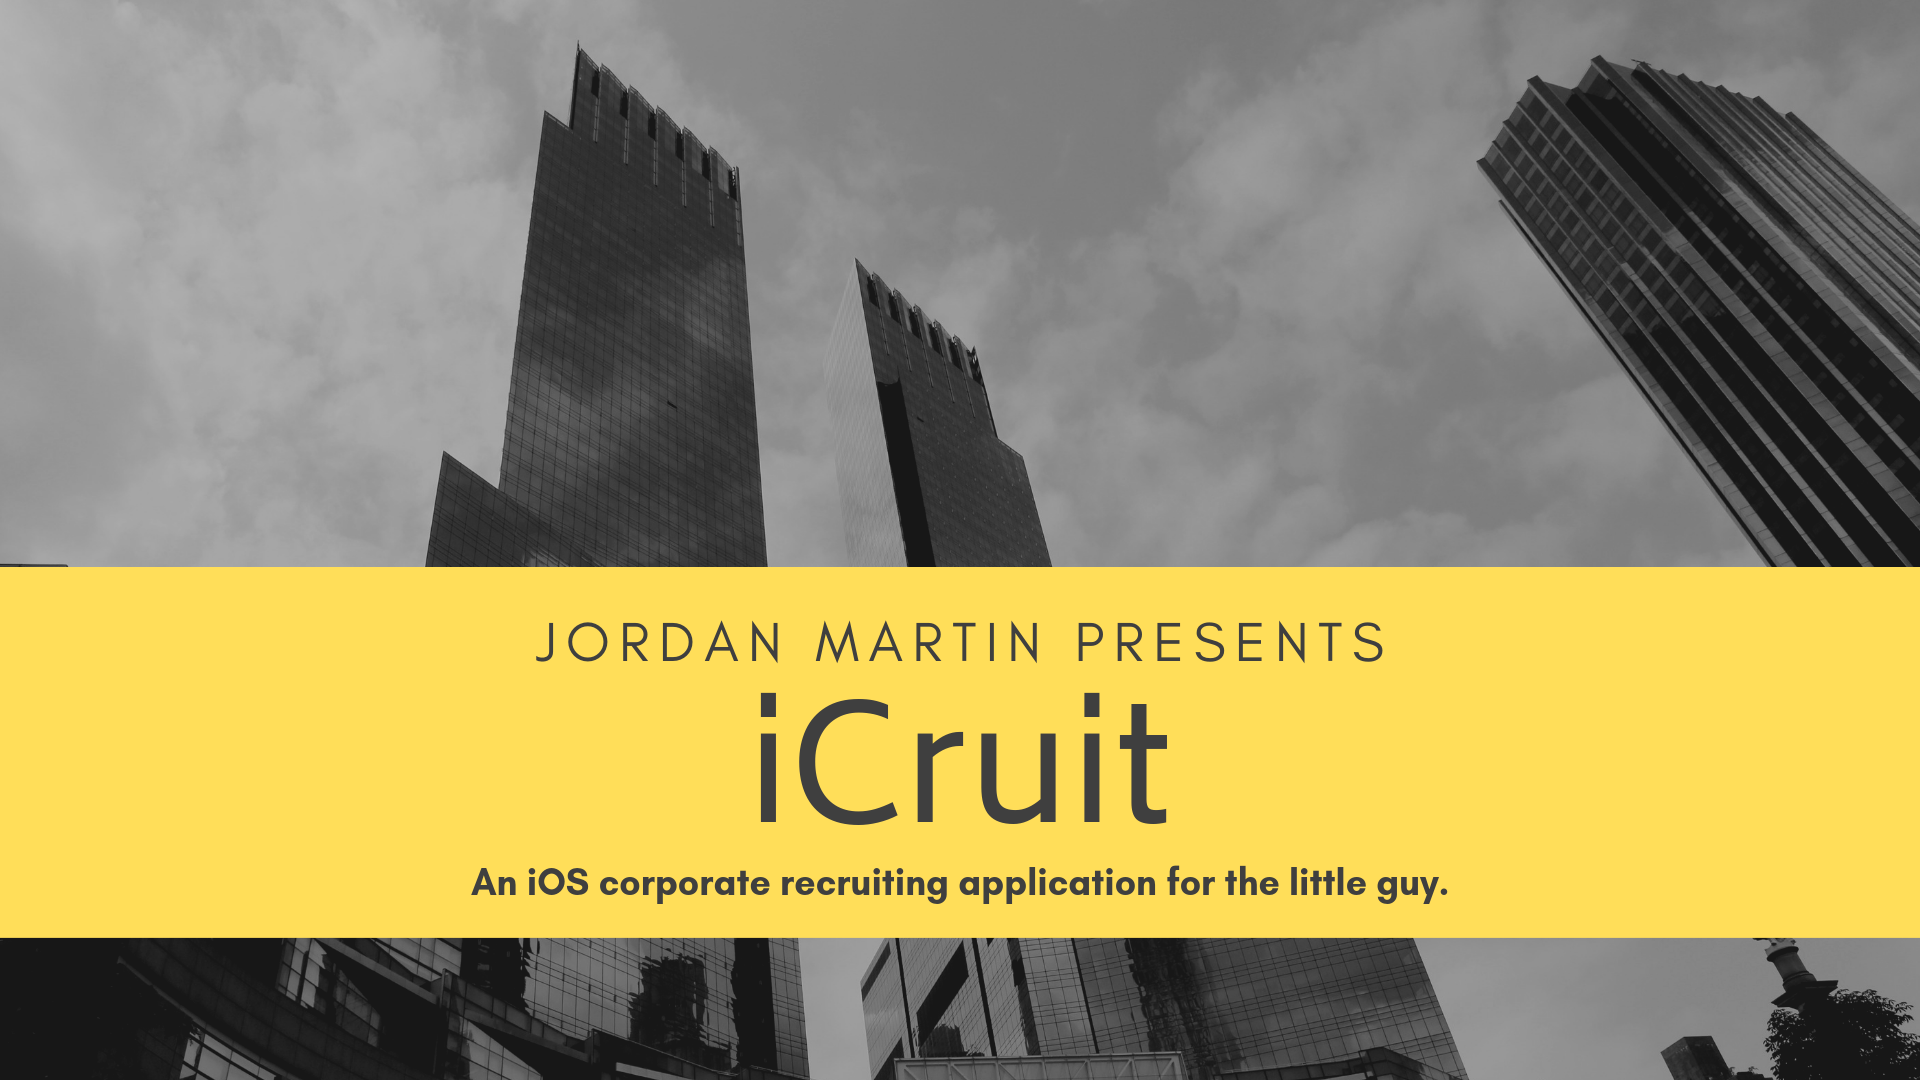 JORDAN MARTIN PRESENTS
iCruit
An iOS corporate recruiting application for the little guy.